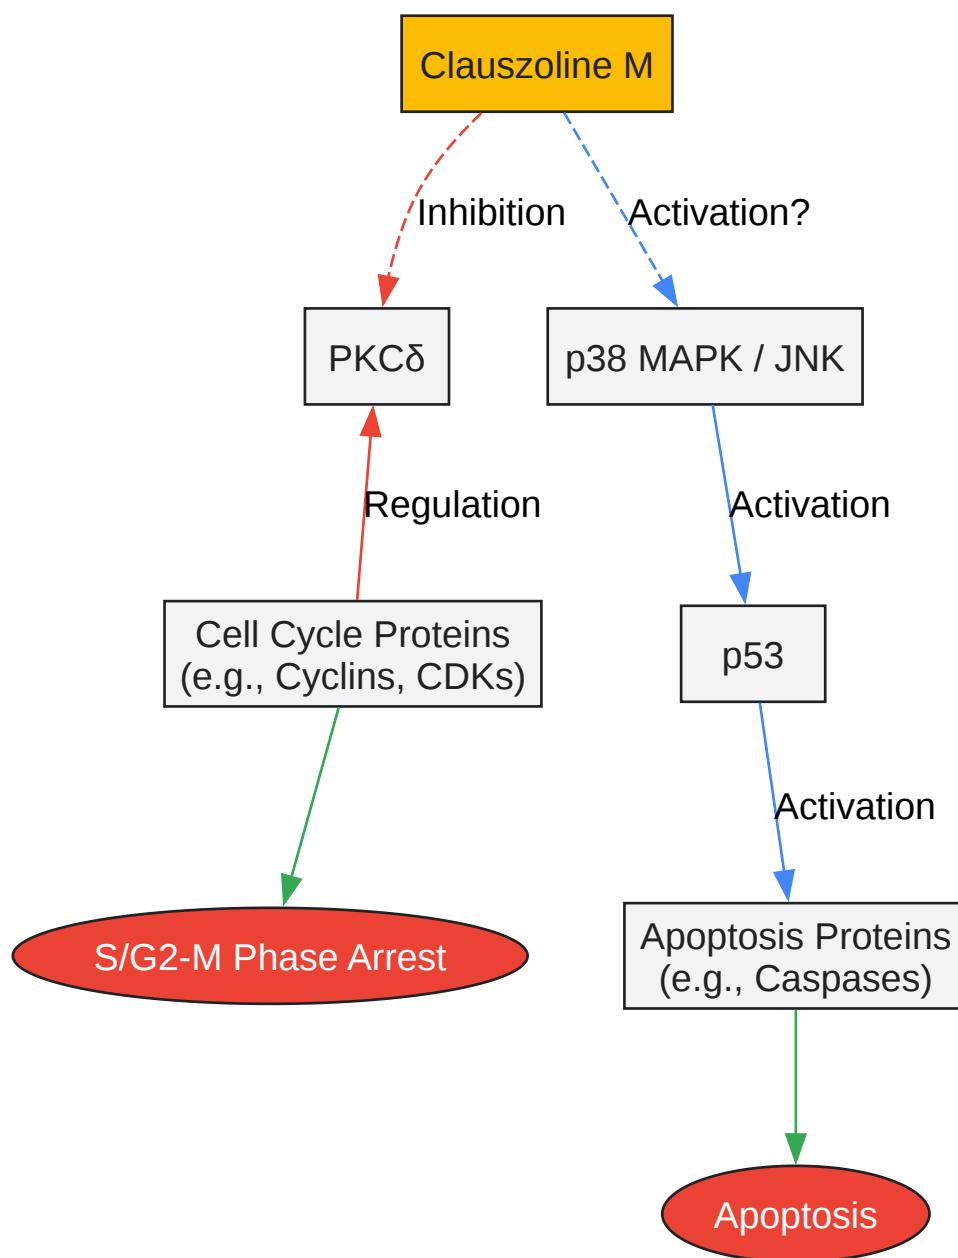 Clauszoline M
Inhibition
Activation?
PKCδ
p38 MAPK / JNK
Regulation
Activation
Cell Cycle Proteins
(e.g., Cyclins, CDKs)
p53
Activation
S/G2-M Phase Arrest
Apoptosis Proteins
(e.g., Caspases)
Apoptosis